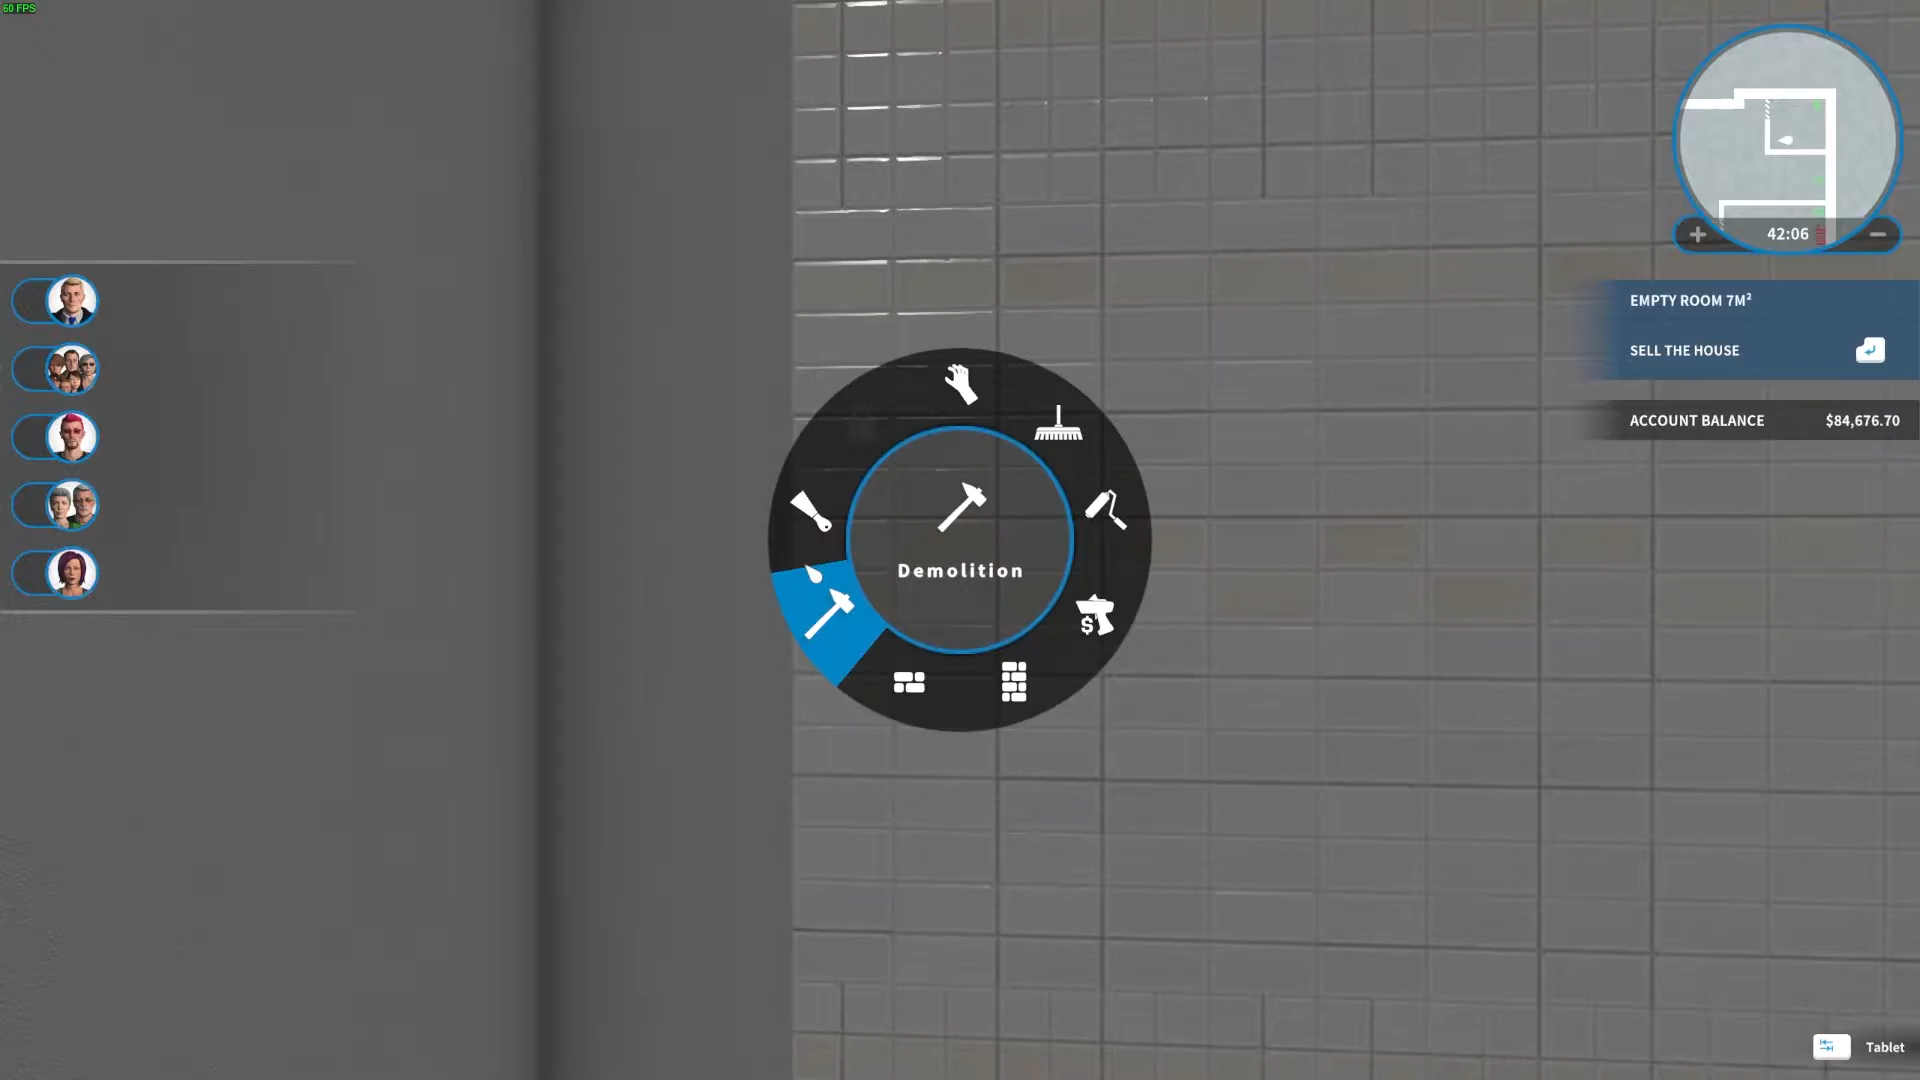 60 FPS
42:06
EMPTY ROOM 7M²
SELL THE HOUSE
ACCOUNT BALANCE $84,676.70
$
Demolition
Tablet